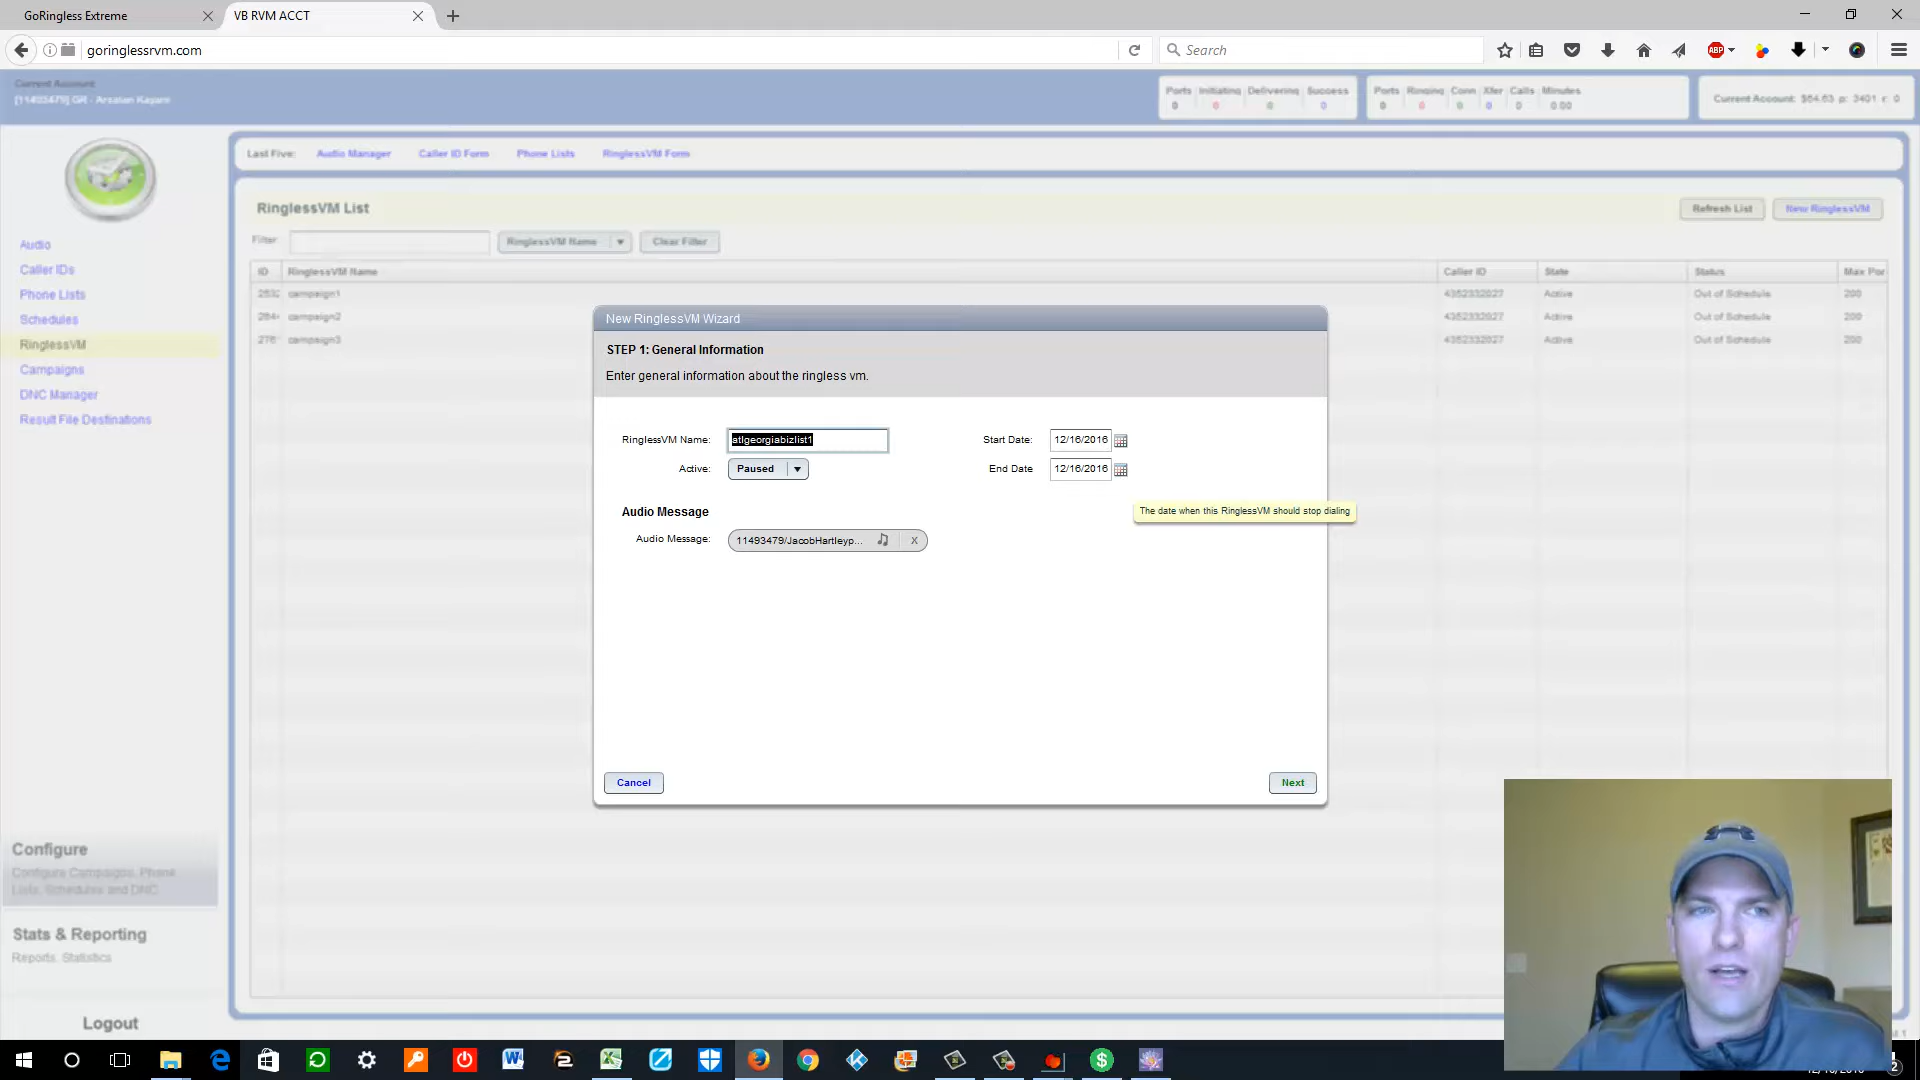 GoRingless Extreme
VB RVM ACCT
goringlessrvm.com
Search
ABP
Current Account
[11493479] GR - Arsalan Kaşani
Ports Initiating Delivering Success
0 0 0 0
Ports Ringing Conn Xfer Calls Minutes
0 0 0 0 0 0.00
Current Account: $64.63 p: 3401 r: 0
Last Five: Audio Manager Caller ID Form Phone Lists RinglessVM Form
RinglessVM List
Refresh List
New RinglessVM
Filter
RinglessVM Name
Clear Filter
Audio
Caller IDs
Phone Lists
Schedules
RinglessVM
Campaigns
DNC Manager
Result File Destinations
ID RinglessVM Name Caller ID State Status Max Por
campaign1 4352332027 Active Out of Schedule 200
campaign2 4352332027 Active Out of Schedule 200
campaign3 4352332027 Active Out of Schedule 200
New RinglessVM Wizard
STEP 1: General Information
Enter general information about the ringless vm.
RinglessVM Name: atlgeorgiabizlist1
Start Date: 12/16/2016
Active: Paused
End Date 12/16/2016
The date when this RinglessVM should stop dialing
Audio Message
Audio Message: 11493479/JacobHartleyp... x
Cancel
Next
Configure
Configure Campaigns, Phone
Lists, Schedules and DNC
Stats & Reporting
Reports, Statistics
Logout